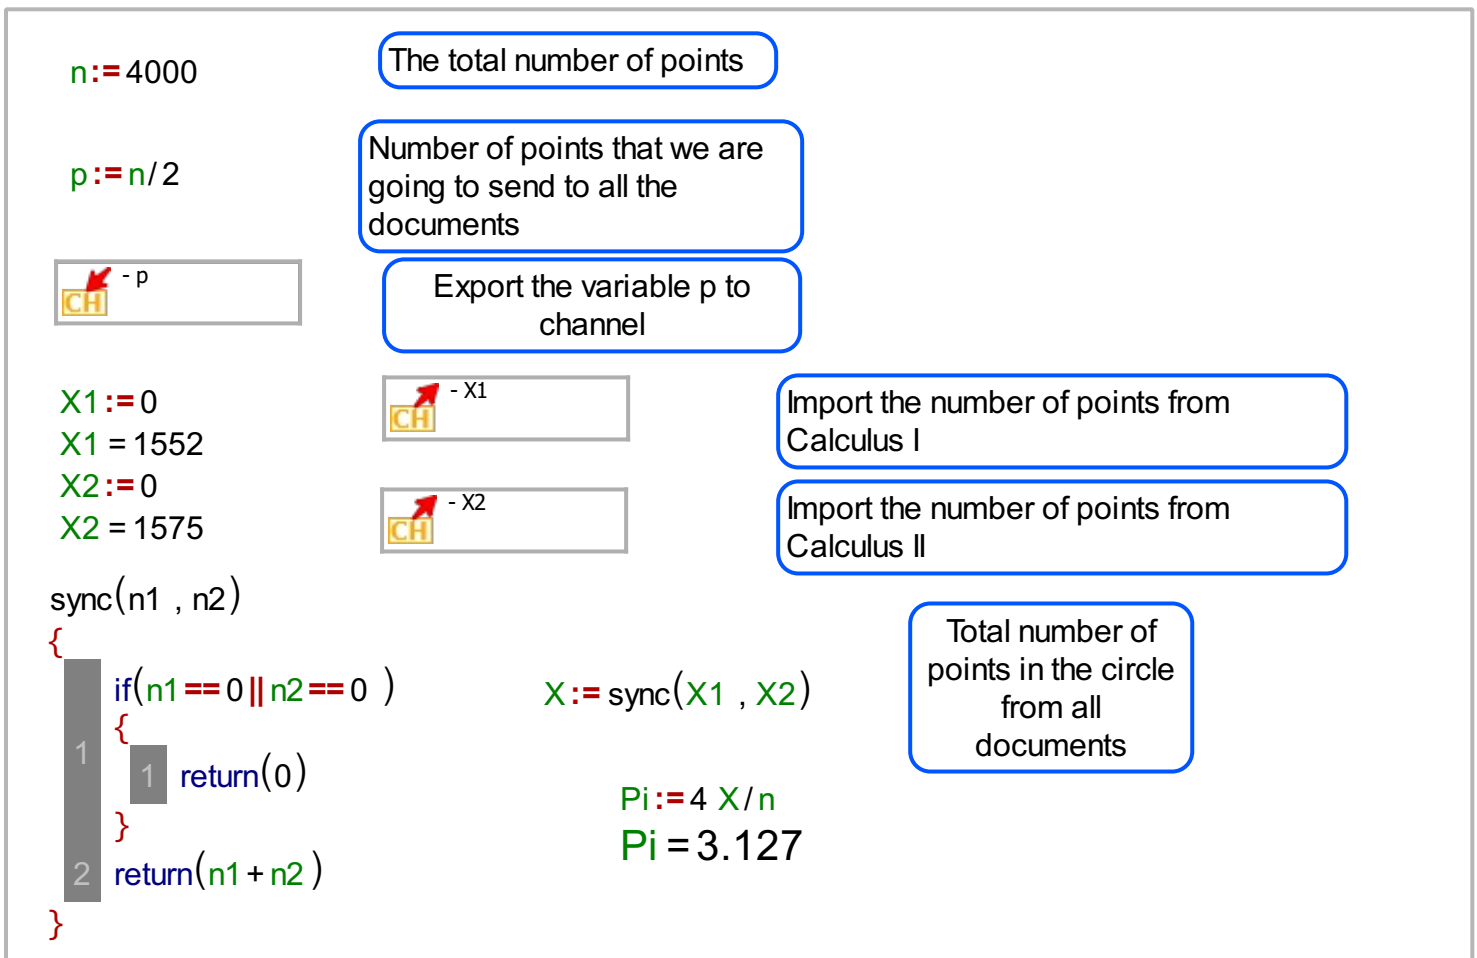 n:=4000
The total number of points
p:=n/2
Number of points that we are
going to send to all the
documents
CH - p
Export the variable p to
channel
X1:=0
X1 = 1552
X2:=0
X2 = 1575
CH - X1
Import the number of points from
Calculus I
CH - X2
Import the number of points from
Calculus II
sync(n1 , n2)
{
1 if(n1==0||n2==0 )
{
1 return(0)
}
2 return(n1+n2 )
}
X:= sync(X1 , X2)
Total number of
points in the circle
from all
documents
Pi:=4 X/n
Pi =3.127